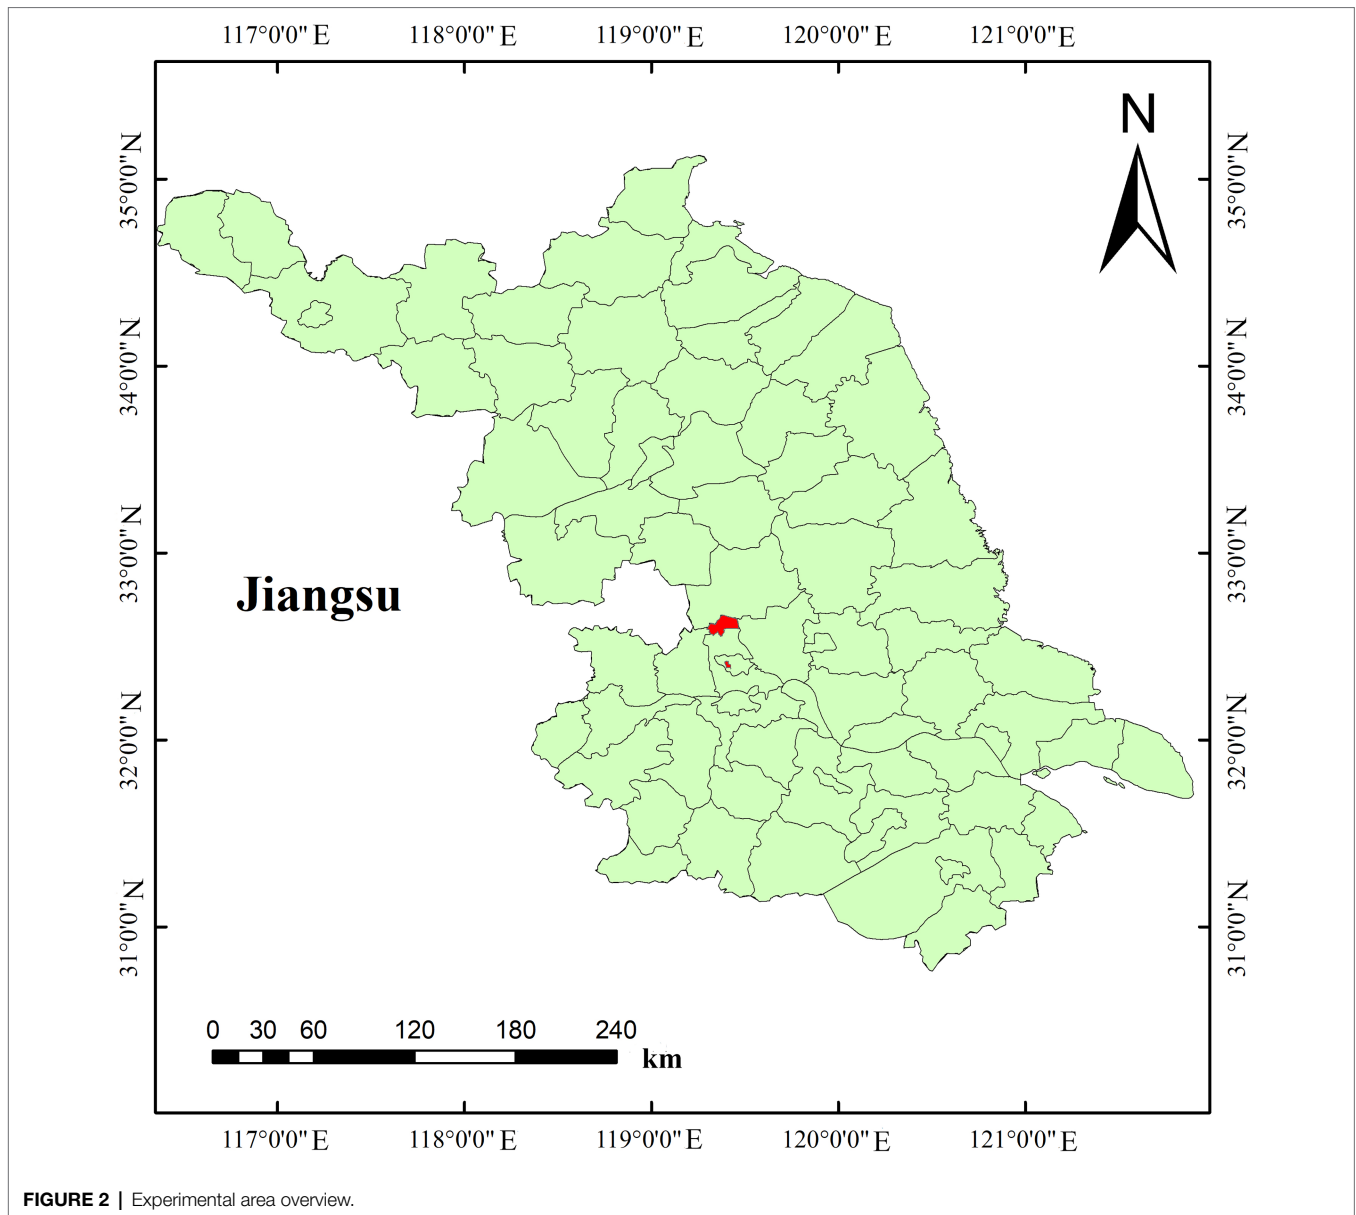 117°0'0" E 118°0'0" E 119°0'0" E 120°0'0" E 121°0'0" E
N
35°0'0" N 35°0'0" N
34°0'0" N 34°0'0" N
33°0'0" N 33°0'0" N
Jiangsu
32°0'0" N 32°0'0" N
31°0'0" N 31°0'0" N
0 30 60 120 180 240
km
117°0'0" E 118°0'0" E 119°0'0" E 120°0'0" E 121°0'0" E
FIGURE 2 | Experimental area overview.